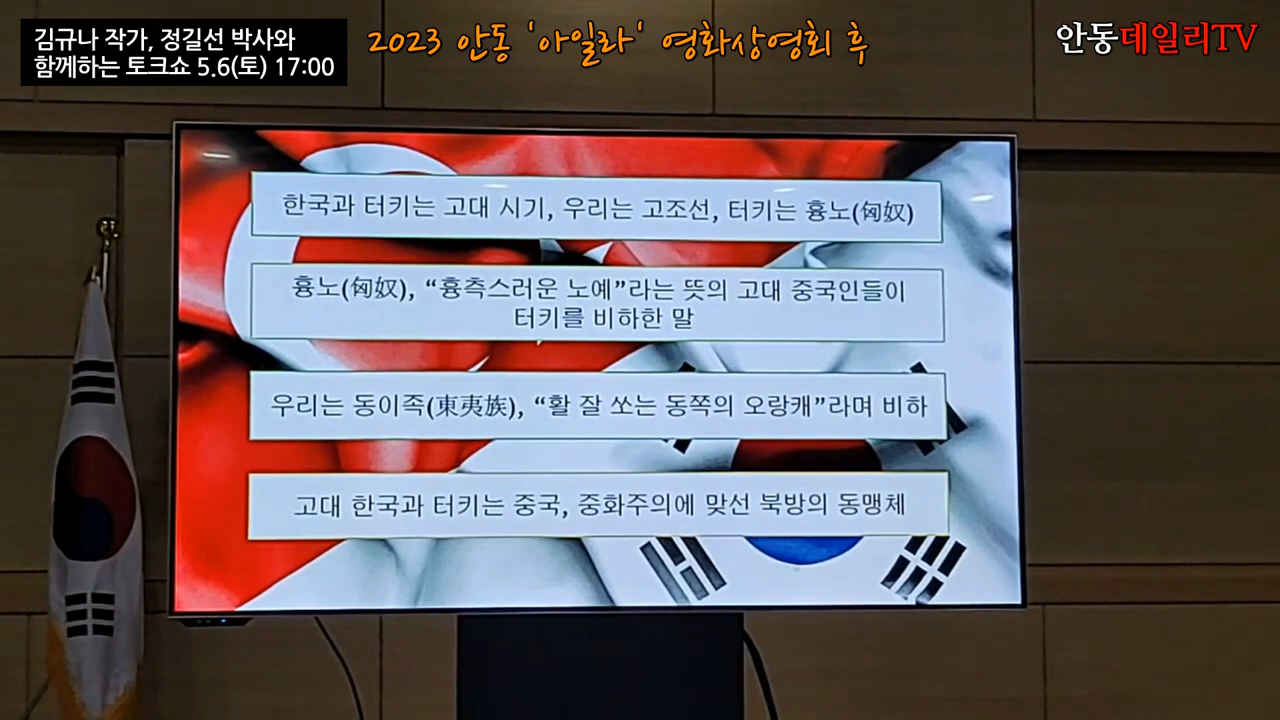 김규나 작가, 정길선 박사와
함께하는 토크쇼 5.6(토) 17:00
2023 안동 '아일라' 영화상영회 후
안동데일리TV
한국과 터키는 고대 시기, 우리는 고조선, 터키는 흉노(匈奴)
흉노(匈奴), “흉측스러운 노예”라는 뜻의 고대 중국인들이
터키를 비하한 말
우리는 동이족(東夷族), “활 잘 쏘는 동쪽의 오랑캐”라며 비하
고대 한국과 터키는 중국, 중화주의에 맞선 북방의 동맹체